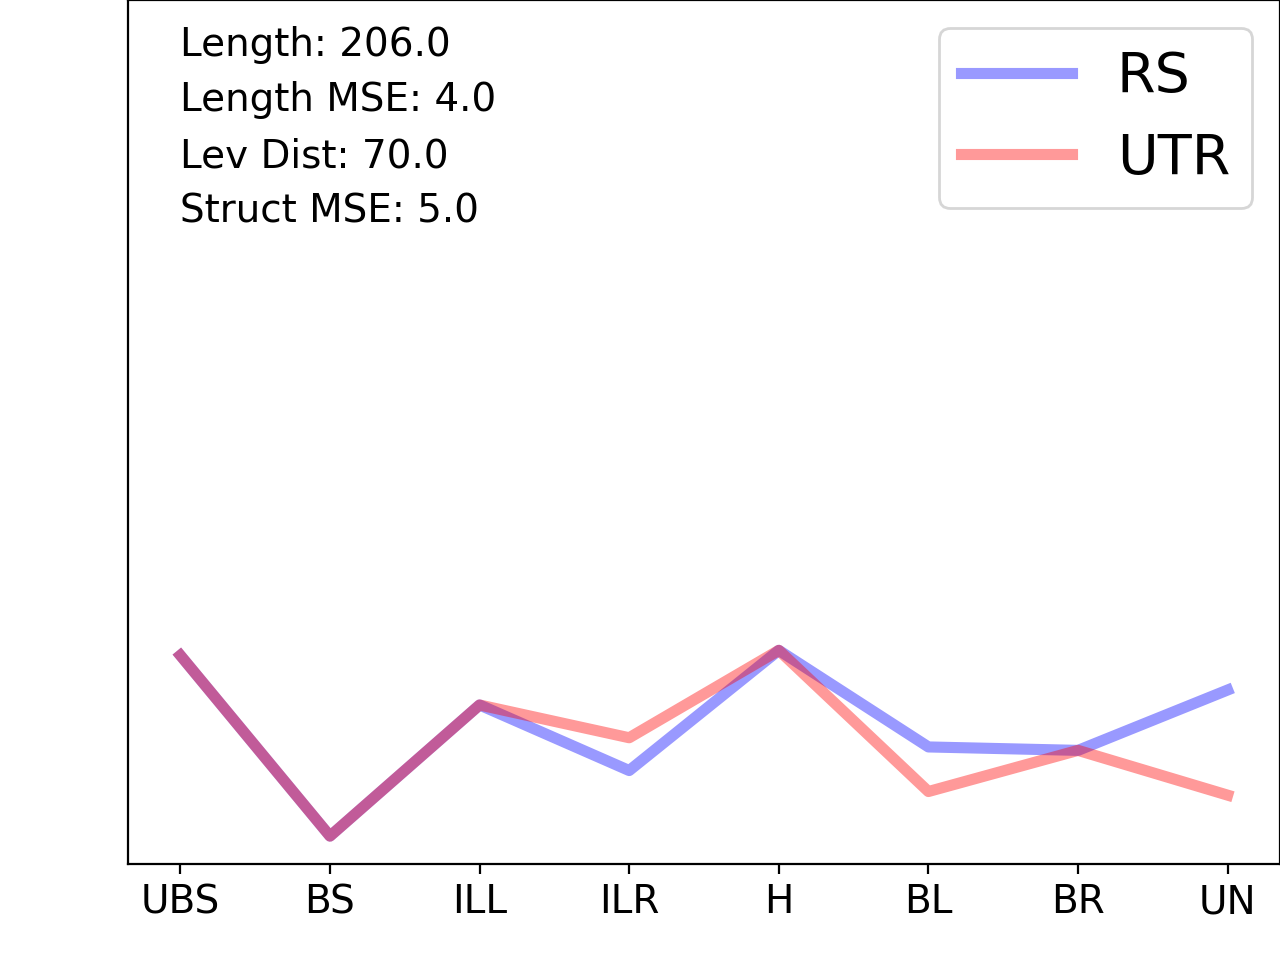 Length: 206.0
Length MSE: 4.0
Lev Dist: 70.0
Struct MSE: 5.0
RS
UTR
UBS BS ILL ILR H BL BR UN